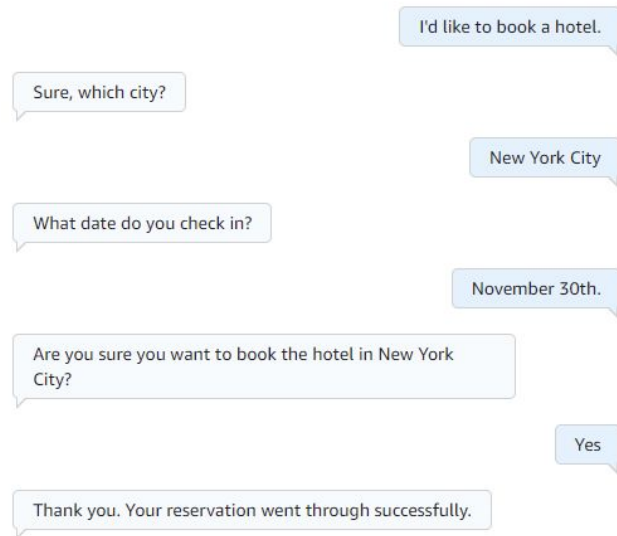 I'd like to book a hotel.
Sure, which city?
New York City
What date do you check in?
November 30th.
Are you sure you want to book the hotel in New York
City?
Yes
Thank you. Your reservation went through successfully.